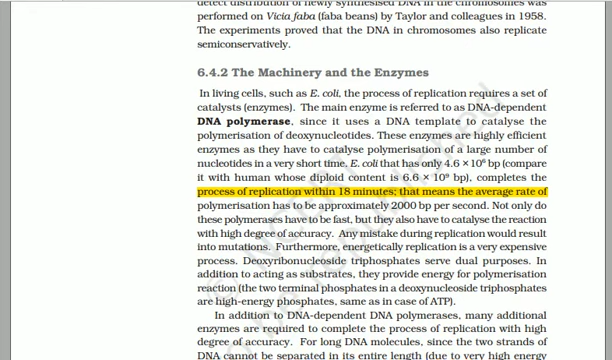 detect distribution of newly synthesised DNA in the chromosomes was
performed on Vicia faba (faba beans) by Taylor and colleagues in 1958.
The experiments proved that the DNA in chromosomes also replicate
semiconservatively.
6.4.2 The Machinery and the Enzymes
In living cells, such as E. coli, the process of replication requires a set of
catalysts (enzymes). The main enzyme is referred to as DNA-dependent
DNA polymerase, since it uses a DNA template to catalyse the
polymerisation of deoxynucleotides. These enzymes are highly efficient
enzymes as they have to catalyse polymerisation of a large number of
nucleotides in a very short time. E. coli that has only 4.6 × 10⁶ bp (compare
it with human whose diploid content is 6.6 × 10⁹ bp), completes the
process of replication within 18 minutes; that means the average rate of
polymerisation has to be approximately 2000 bp per second. Not only do
these polymerases have to be fast, but they also have to catalyse the reaction
with high degree of accuracy. Any mistake during replication would result
into mutations. Furthermore, energetically replication is a very expensive
process. Deoxyribonucleoside triphosphates serve dual purposes. In
addition to acting as substrates, they provide energy for polymerisation
reaction (the two terminal phosphates in a deoxynucleoside triphosphates
are high-energy phosphates, same as in case of ATP).
In addition to DNA-dependent DNA polymerases, many additional
enzymes are required to complete the process of replication with high
degree of accuracy. For long DNA molecules, since the two strands of
DNA cannot be separated in its entire length (due to very high energy